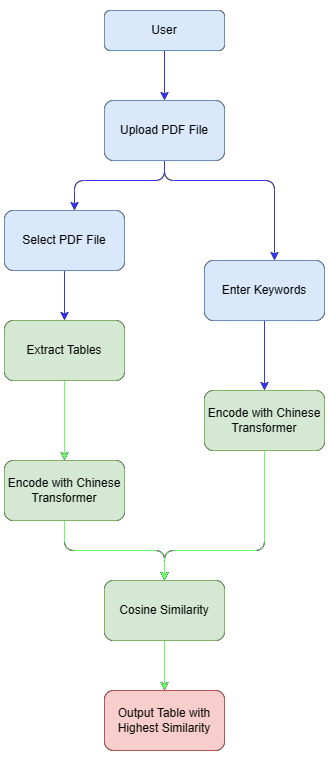 User
Upload PDF File
Select PDF File
Enter Keywords
Extract Tables
Encode with Chinese
Transformer
Encode with Chinese
Transformer
Cosine Similarity
Output Table with
Highest Similarity